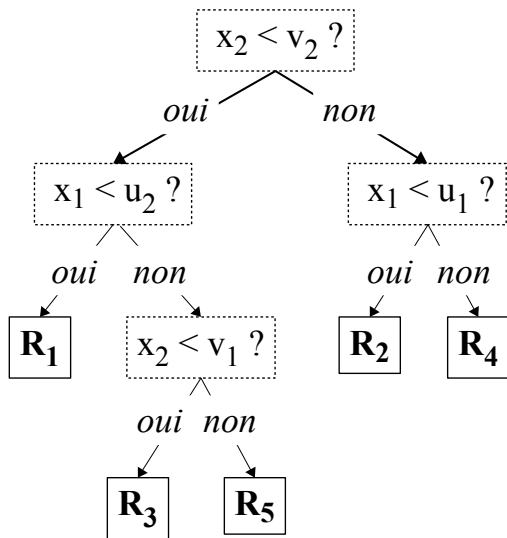 x₂ < v₂ ?
oui non
x₁ < u₂ ? x₁ < u₁ ?
oui non oui non
R₁ x₂ < v₁ ? R₂ R₄
oui non
R₃ R₅